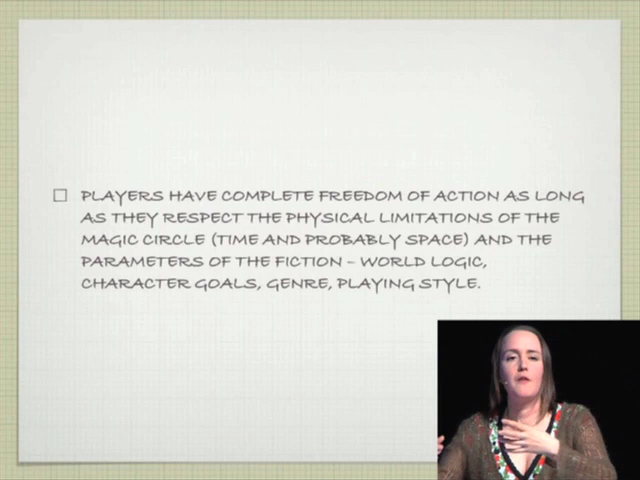 PLAYERS HAVE COMPLETE FREEDOM OF ACTION AS LONG
AS THEY RESPECT THE PHYSICAL LIMITATIONS OF THE
MAGIC CIRCLE (TIME AND PROBABLY SPACE) AND THE
PARAMETERS OF THE FICTION – WORLD LOGIC,
CHARACTER GOALS, GENRE, PLAYING STYLE.